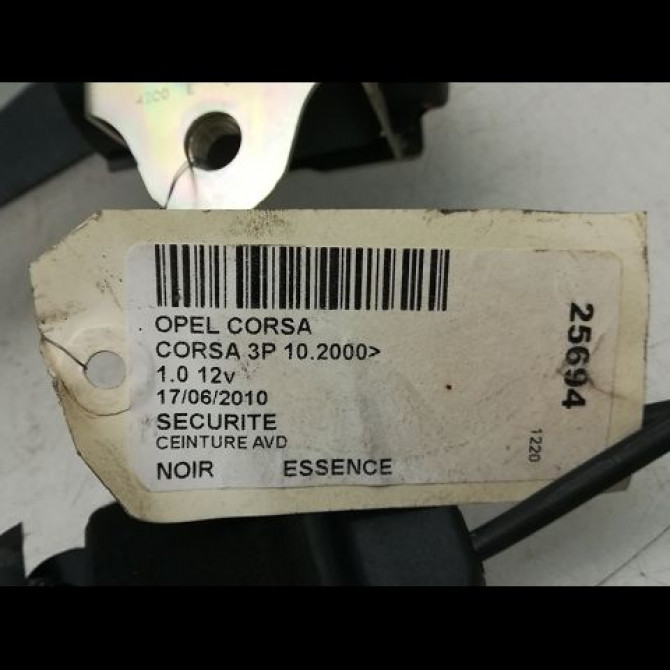 OPEL CORSA
CORSA 3P 10.2000>
1.0 12v
17/06/2010
SECURITE
CEINTURE AVD
NOIR ESSENCE
25694
1220